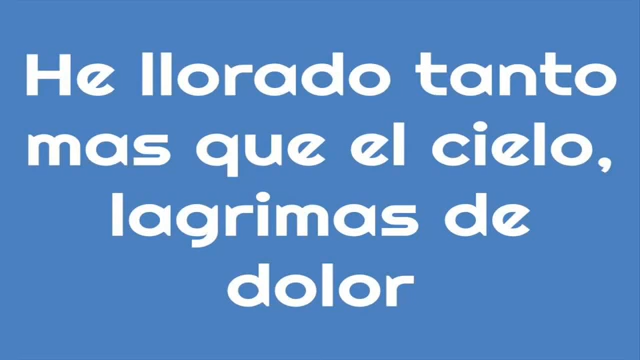 He llorado tanto
mas que el cielo,
lagrimas de
dolor